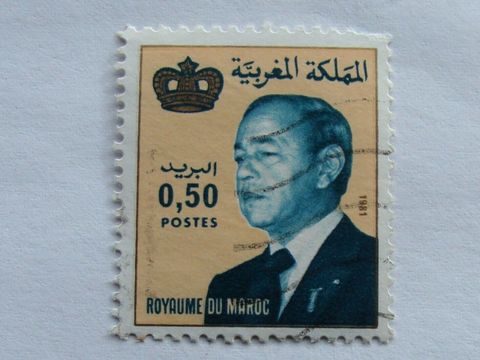 المملكة المغربية
البريد
0,50
POSTES
1981
ROYAUME DU MAROC